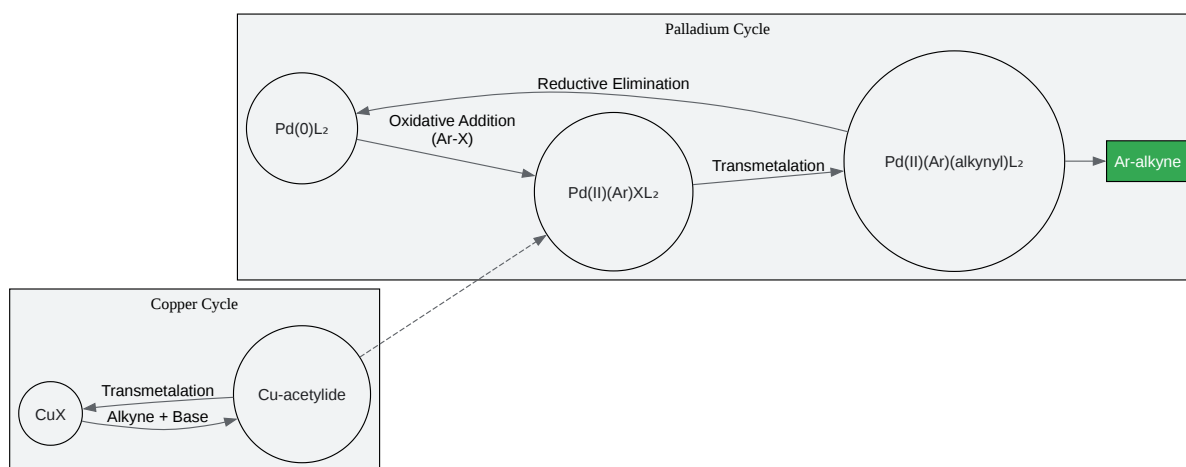 Palladium Cycle
Reductive Elimination
Pd(0)L₂
Oxidative Addition
(Ar-X)
Pd(II)(Ar)XL₂
Transmetalation
Pd(II)(Ar)(alkynyl)L₂
Ar-alkyne
Copper Cycle
CuX
Transmetalation
Alkyne + Base
Cu-acetylide